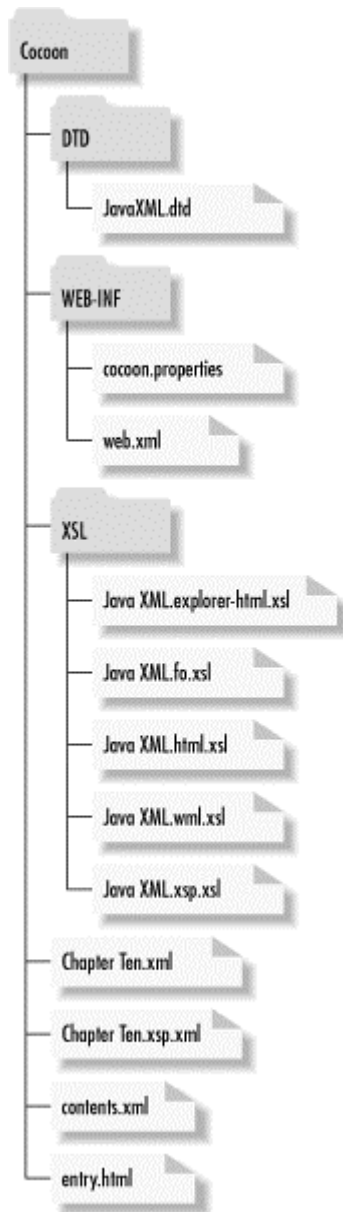 Cocoon
DTD
JavaXML.dtd
WEB-INF
cocoon.properties
web.xml
XSL
Java XML.explorer-html.xsl
Java XML.fo.xsl
Java XML.html.xsl
Java XML.wml.xsl
Java XML.xsp.xsl
Chapter Ten.xml
Chapter Ten.xsp.xml
contents.xml
entry.html